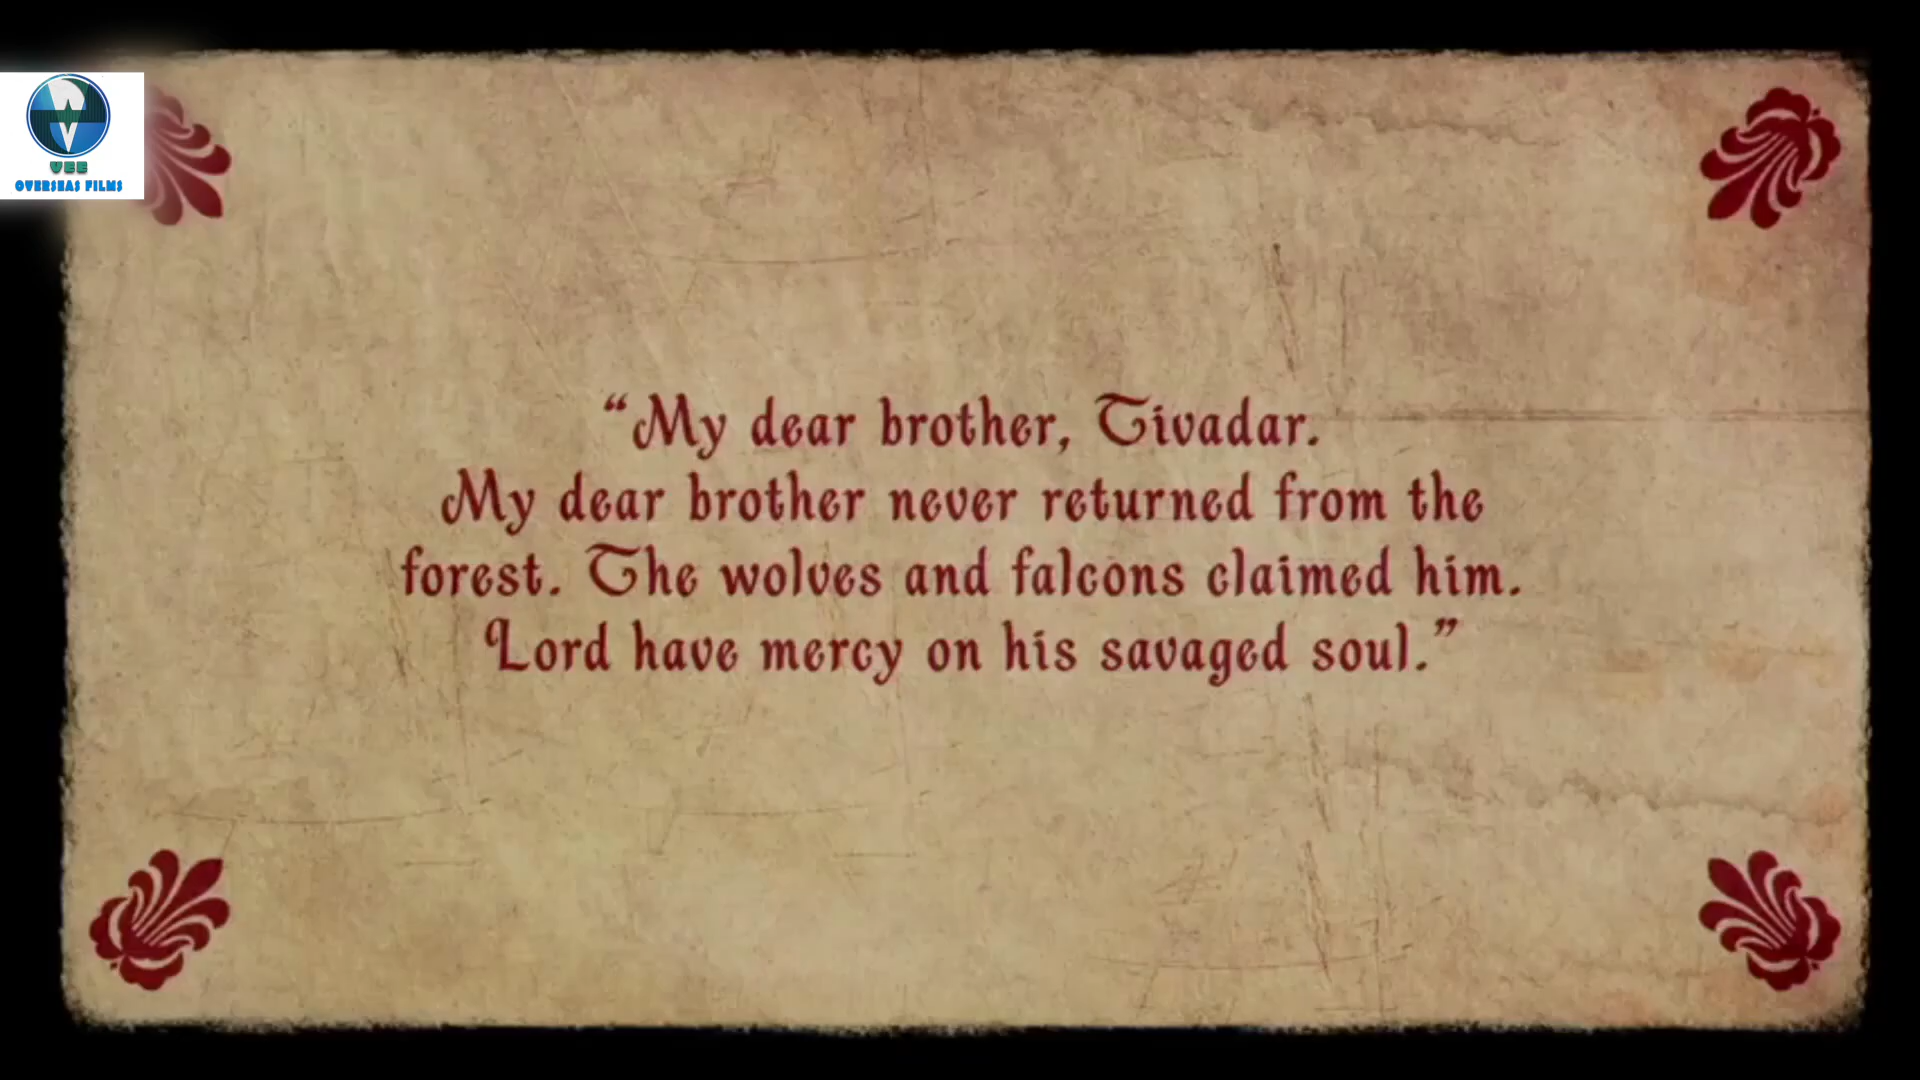 VEE
OVERSEAS FILMS
“My dear brother, Tivadar.
My dear brother never returned from the
forest. The wolves and falcons claimed him.
Lord have mercy on his savaged soul.”